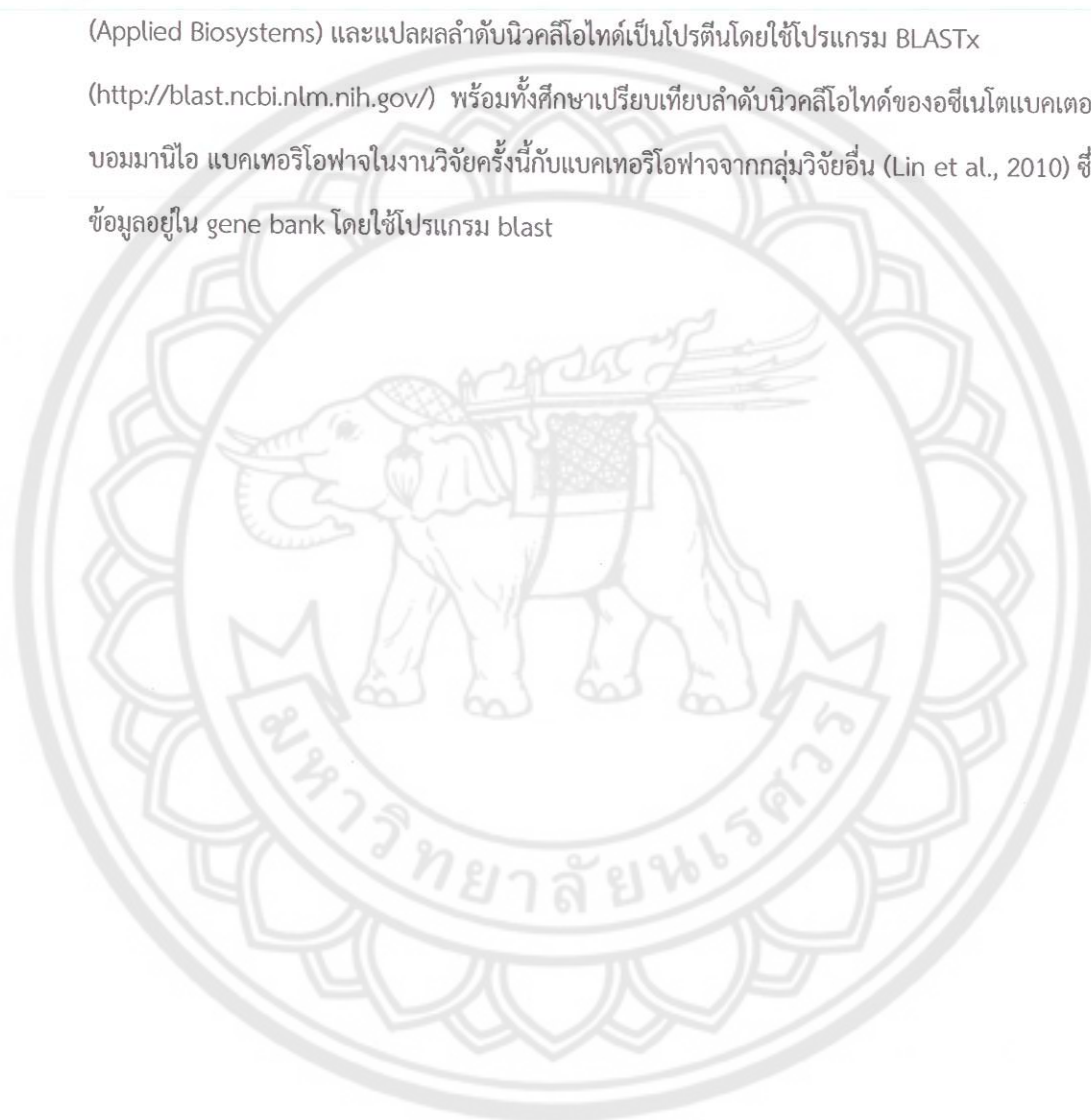 (Applied Biosystems) และแปลผลลำดับนิวคลีโอไทด์เป็นโปรตีนโดยใช้โปรแกรม BLASTx
(http://blast.ncbi.nlm.nih.gov/) พร้อมทั้งศึกษาเปรียบเทียบลำดับนิวคลีโอไทด์ของอซีเนโตแบคเตอ
บอมมานิไอ แบคเทอริโอฟาจในงานวิจัยครั้งนี้กับแบคเทอริโอฟาจจากกลุ่มวิจัยอื่น (Lin et al., 2010) ซึ
ข้อมูลอยู่ใน gene bank โดยใช้โปรแกรม blast
มหาวิทยาลัยนเรศวร